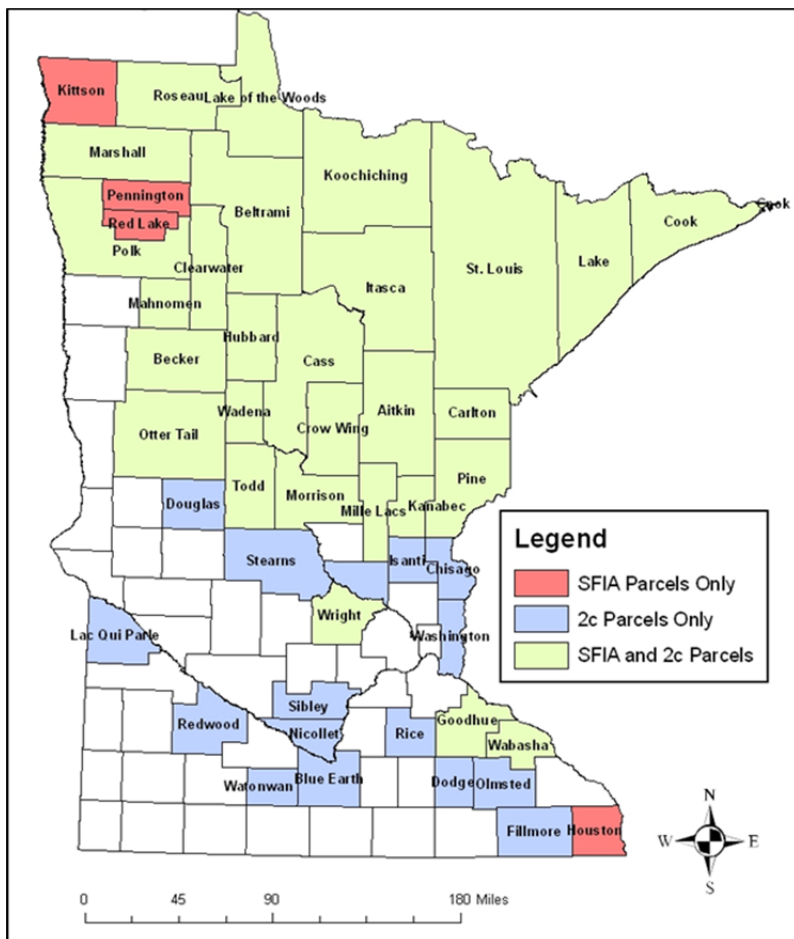 Kittson
Roseau
Lake of the Woods
Marshall
Koochiching
Pennington
Beltrami
Cook
Red Lake
Cook
Polk
Clearwater
St. Louis
Lake
Itasca
Mahnomen
Hubbard
Becker
Cass
Wadena
Aitkin
Carlton
Crow Wing
Otter Tail
Pine
Todd
Morrison
Kanabec
Mille Lacs
Douglas
Stearns
Isanti
Chisago
Wright
Lac Qui Parle
Washington
Sibley
Goodhue
Redwood
Nicollet
Rice
Wabasha
Blue Earth
Watonwan
Dodge
Olmsted
Fillmore
Houston
Legend
SFIA Parcels Only
2c Parcels Only
SFIA and 2c Parcels
N
W
E
S
0 45 90 180 Miles